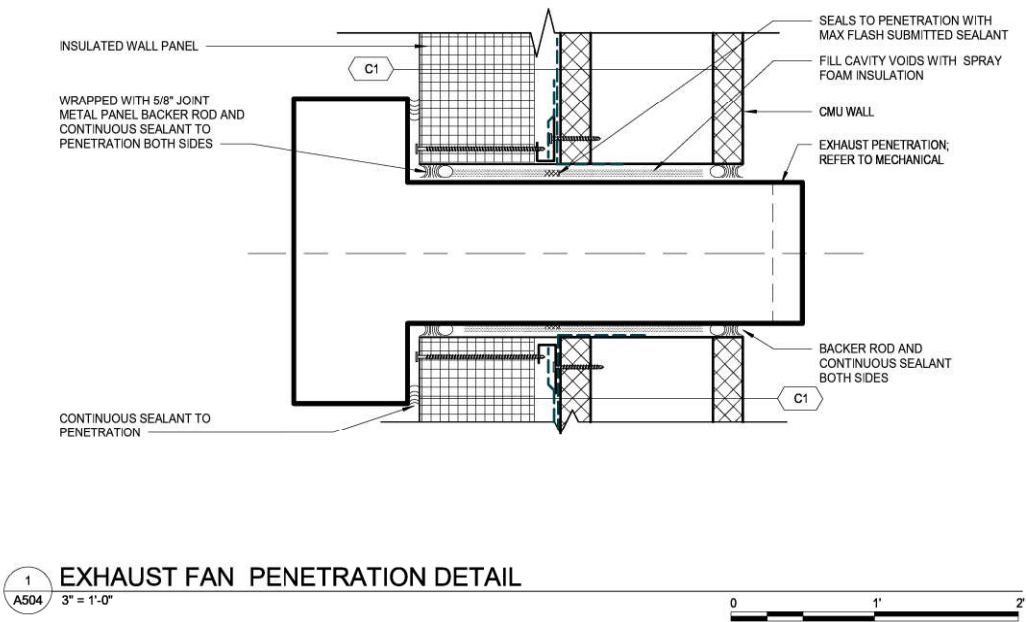 INSULATED WALL PANEL
C1
WRAPPED WITH 5/8" JOINT
METAL PANEL BACKER ROD AND
CONTINUOUS SEALANT TO
PENETRATION BOTH SIDES
SEALS TO PENETRATION WITH
MAX FLASH SUBMITTED SEALANT
FILL CAVITY VOIDS WITH SPRAY
FOAM INSULATION
CMU WALL
EXHAUST PENETRATION;
REFER TO MECHANICAL
BACKER ROD AND
CONTINUOUS SEALANT
BOTH SIDES
C1
CONTINUOUS SEALANT TO
PENETRATION
1
A504
EXHAUST FAN PENETRATION DETAIL
3" = 1'-0"
0 1' 2'